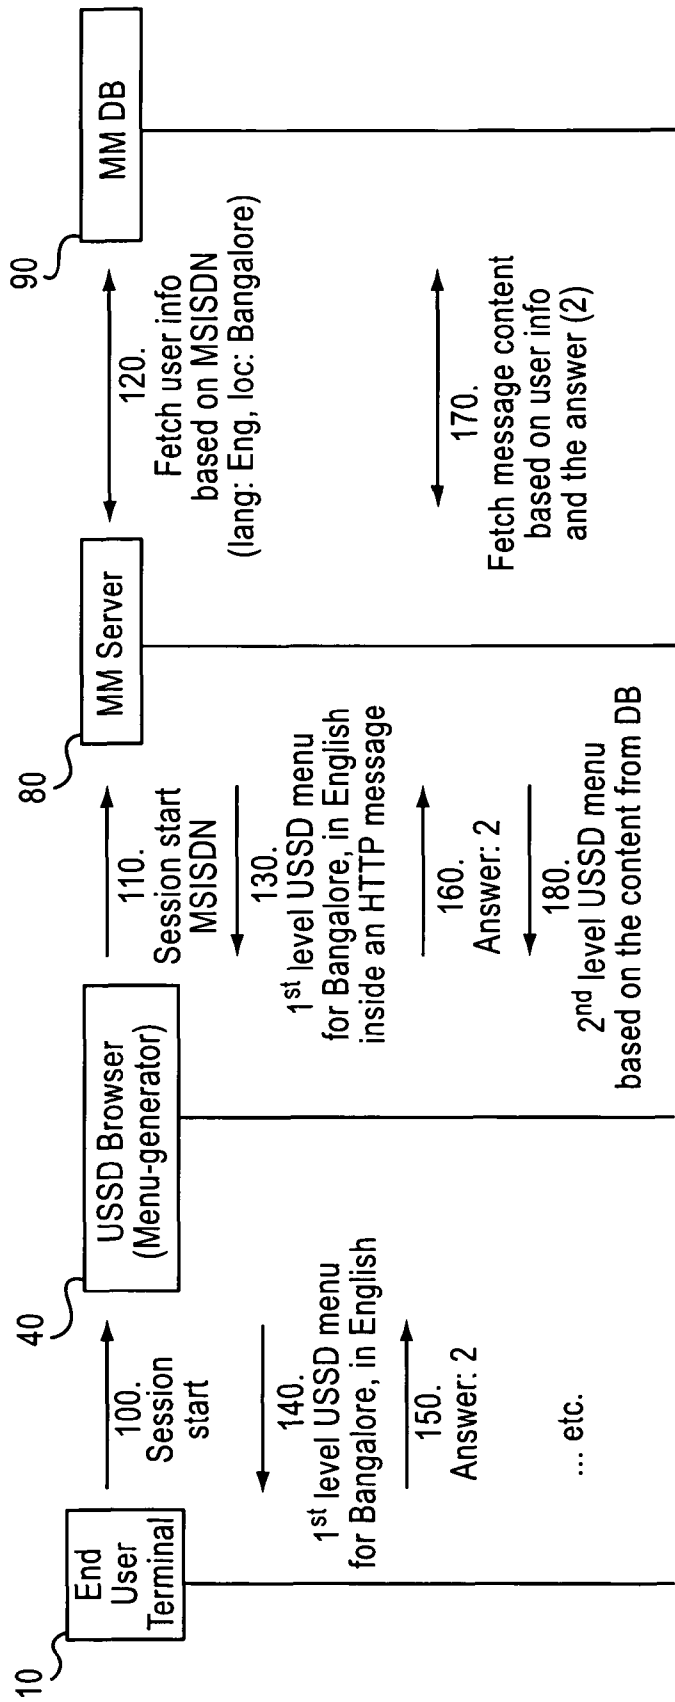 10
End
User
Terminal
40
USSD Browser
(Menu-generator)
80
MM Server
90
MM DB
100.
Session
start
110.
Session start
MSISDN
120.
Fetch user info
based on MSISDN
(lang: Eng, loc: Bangalore)
130.
1st level USSD menu
for Bangalore, in English
inside an HTTP message
140.
1st level USSD menu
for Bangalore, in English
150.
Answer: 2
160.
Answer: 2
170.
Fetch message content
based on user info
and the answer (2)
180.
2nd level USSD menu
based on the content from DB
... etc.